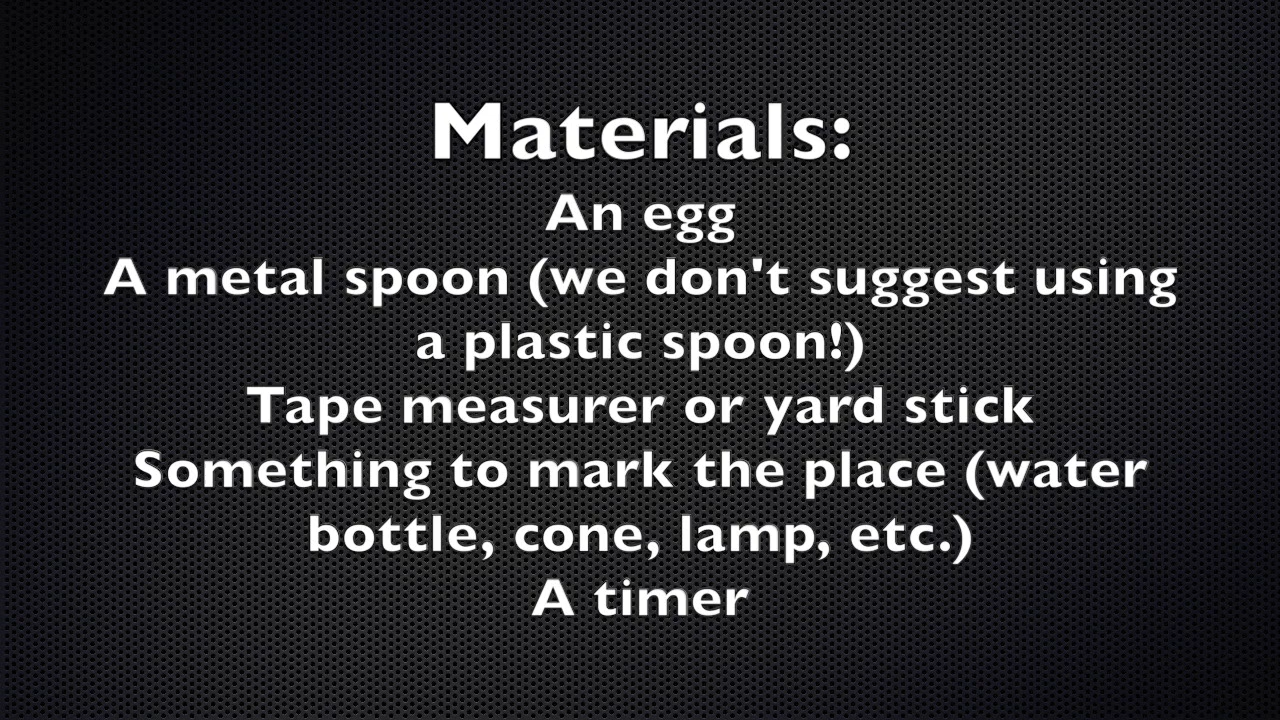 Materials:
An egg
A metal spoon (we don't suggest using
a plastic spoon!)
Tape measurer or yard stick
Something to mark the place (water
bottle, cone, lamp, etc.)
A timer